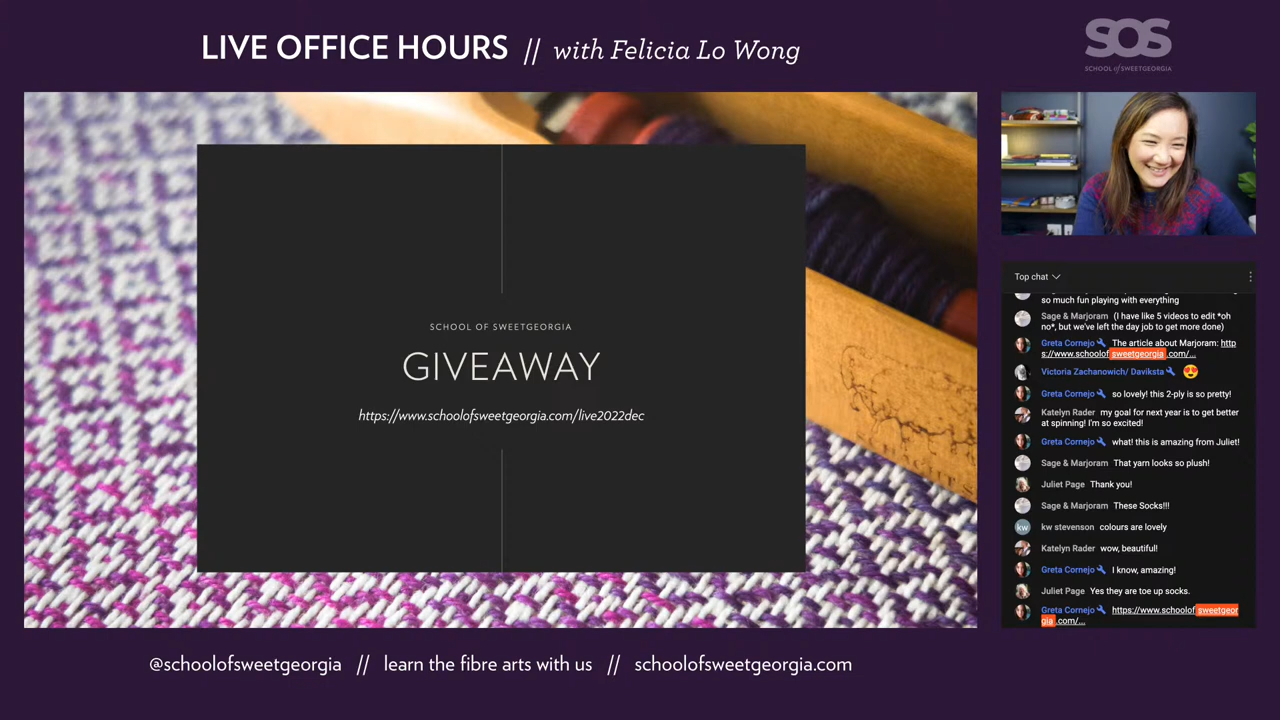 LIVE OFFICE HOURS // with Felicia Lo Wong
SOS
SCHOOL of SWEETGEORGIA
SCHOOL OF SWEETGEORGIA
GIVEAWAY
https://www.schoolofsweetgeorgia.com/live2022dec
Top chat
so much fun playing with everything
Sage & Marjoram (I have like 5 videos to edit *oh
no*, but we've left the day job to get more done)
Greta Cornejo The article about Marjoram: http
s://www.schoolof sweetgeorgia .com/...
Victoria Zachanowich/ Daviksta 😍
Greta Cornejo so lovely! this 2-ply is so pretty!
Katelyn Rader my goal for next year is to get better
at spinning! I'm so excited!
Greta Cornejo what! this is amazing from Juliet!
Sage & Marjoram That yarn looks so plush!
Juliet Page Thank you!
Sage & Marjoram These Socks!!!
kw kw stevenson colours are lovely
Katelyn Rader wow, beautiful!
Greta Cornejo I know, amazing!
Juliet Page Yes they are toe up socks.
Greta Cornejo https://www.schoolof sweetgeor
gia .com/...
@schoolofsweetgeorgia // learn the fibre arts with us // schoolofsweetgeorgia.com